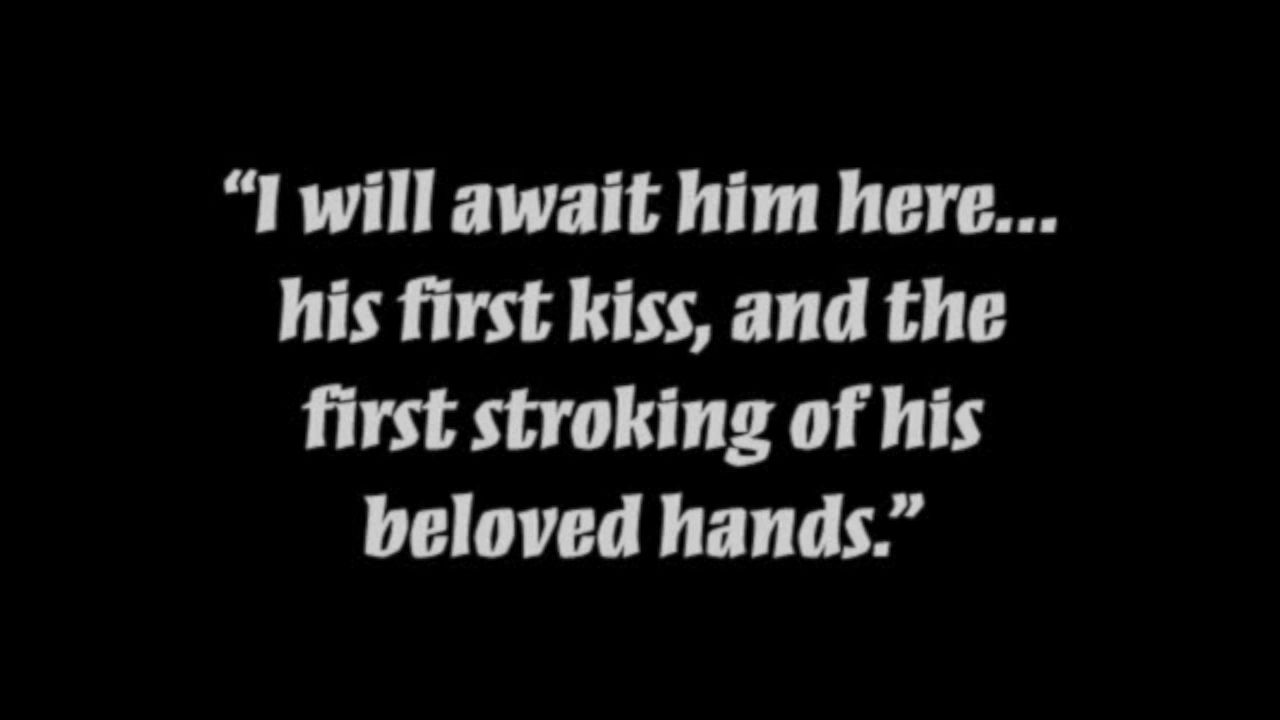 “I will await him here...
his first kiss, and the
first stroking of his
beloved hands.”